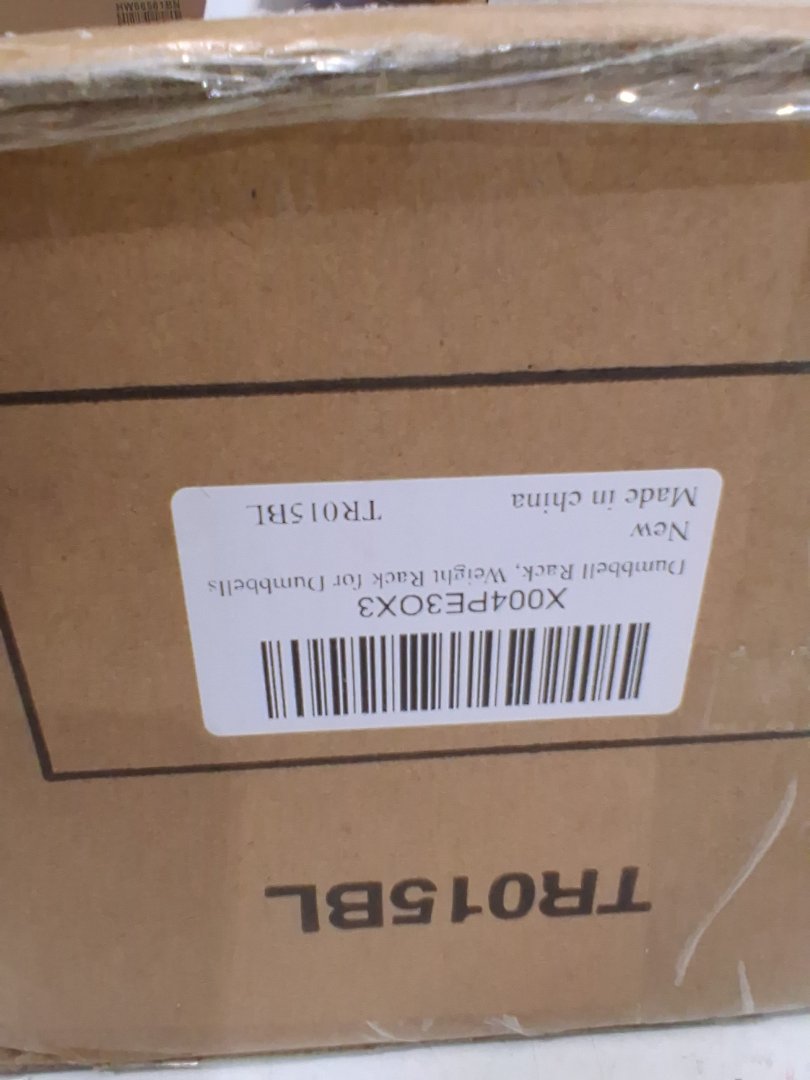 TR015BL
X004PE3OX3
Dumbbell Rack, Weight Rack for Dumbbells
New
Made in china TR015BL